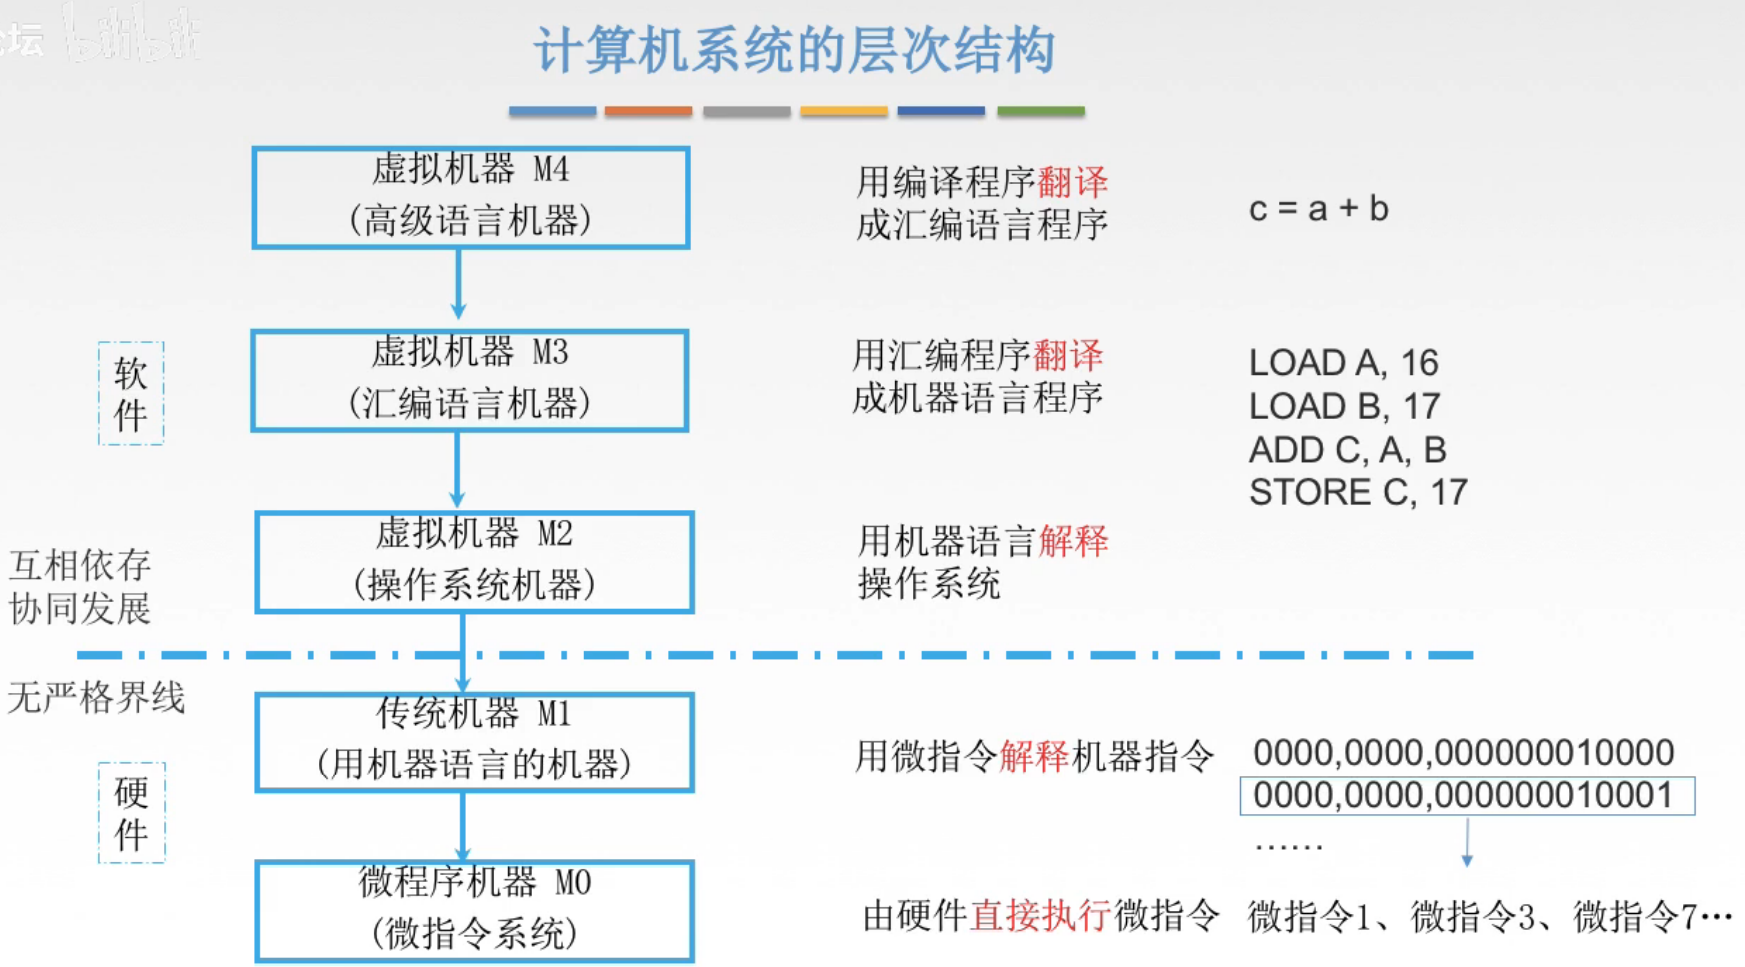 坛 bilibili
计算机系统的层次结构
虚拟机器 M4
(高级语言机器)
用编译程序翻译
成汇编语言程序
c = a + b
软
件
虚拟机器 M3
(汇编语言机器)
用汇编程序翻译
成机器语言程序
LOAD A, 16
LOAD B, 17
ADD C, A, B
STORE C, 17
虚拟机器 M2
(操作系统机器)
用机器语言解释
操作系统
互相依存
协同发展
无严格界线
传统机器 M1
(用机器语言的机器)
用微指令解释机器指令
0000,0000,000000010000
0000,0000,000000010001
……
硬
件
微程序机器 M0
(微指令系统)
由硬件直接执行微指令
微指令1、微指令3、微指令7…